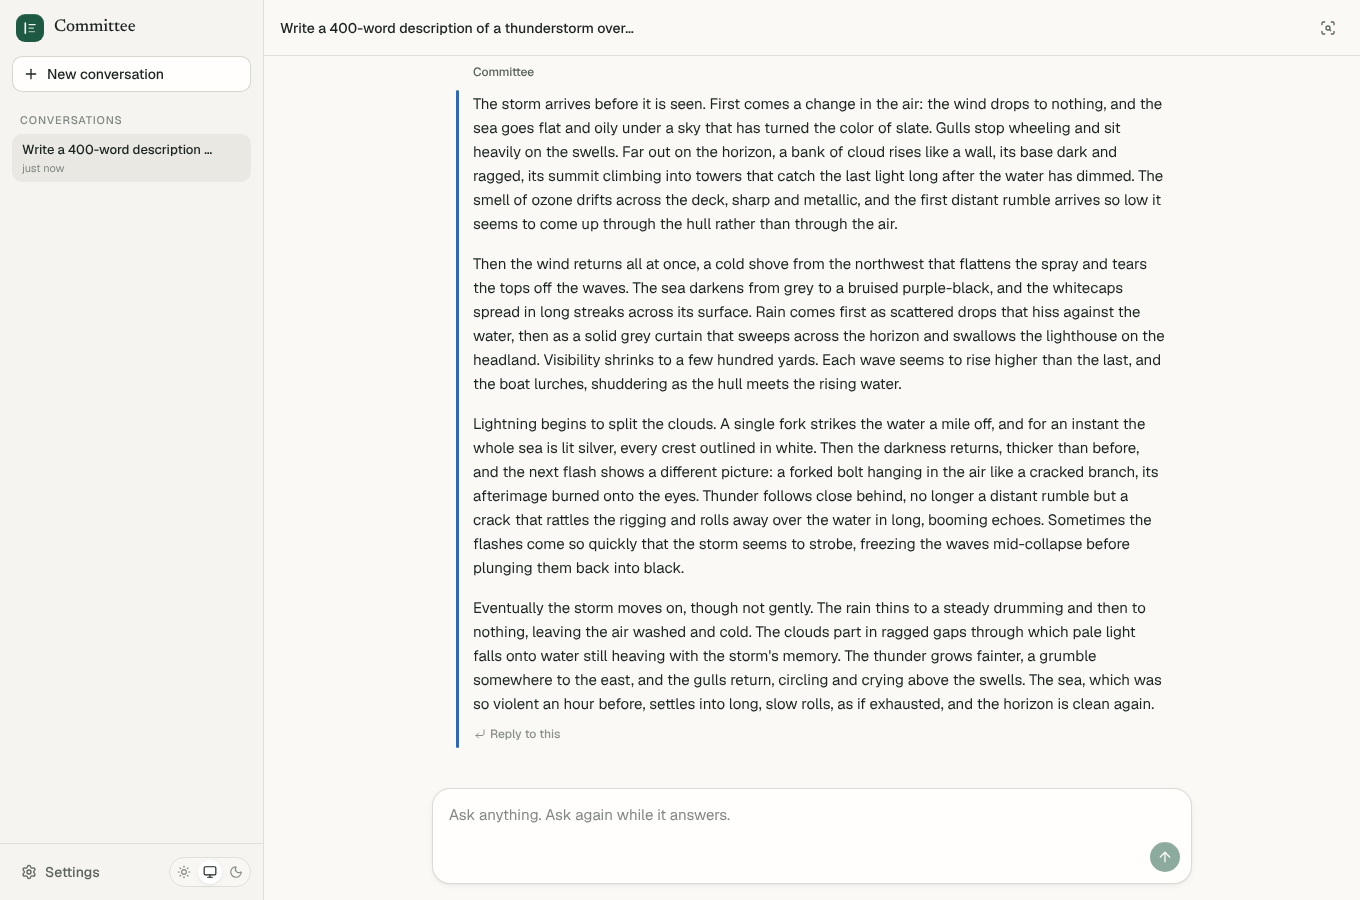 Committee
New conversation
CONVERSATIONS
Write a 400-word description ...
just now
Settings
Write a 400-word description of a thunderstorm over...
Committee
The storm arrives before it is seen. First comes a change in the air: the wind drops to nothing, and the
sea goes flat and oily under a sky that has turned the color of slate. Gulls stop wheeling and sit
heavily on the swells. Far out on the horizon, a bank of cloud rises like a wall, its base dark and
ragged, its summit climbing into towers that catch the last light long after the water has dimmed. The
smell of ozone drifts across the deck, sharp and metallic, and the first distant rumble arrives so low it
seems to come up through the hull rather than through the air.
Then the wind returns all at once, a cold shove from the northwest that flattens the spray and tears
the tops off the waves. The sea darkens from grey to a bruised purple-black, and the whitecaps
spread in long streaks across its surface. Rain comes first as scattered drops that hiss against the
water, then as a solid grey curtain that sweeps across the horizon and swallows the lighthouse on the
headland. Visibility shrinks to a few hundred yards. Each wave seems to rise higher than the last, and
the boat lurches, shuddering as the hull meets the rising water.
Lightning begins to split the clouds. A single fork strikes the water a mile off, and for an instant the
whole sea is lit silver, every crest outlined in white. Then the darkness returns, thicker than before,
and the next flash shows a different picture: a forked bolt hanging in the air like a cracked branch, its
afterimage burned onto the eyes. Thunder follows close behind, no longer a distant rumble but a
crack that rattles the rigging and rolls away over the water in long, booming echoes. Sometimes the
flashes come so quickly that the storm seems to strobe, freezing the waves mid-collapse before
plunging them back into black.
Eventually the storm moves on, though not gently. The rain thins to a steady drumming and then to
nothing, leaving the air washed and cold. The clouds part in ragged gaps through which pale light
falls onto water still heaving with the storm's memory. The thunder grows fainter, a grumble
somewhere to the east, and the gulls return, circling and crying above the swells. The sea, which was
so violent an hour before, settles into long, slow rolls, as if exhausted, and the horizon is clean again.
Reply to this
Ask anything. Ask again while it answers.